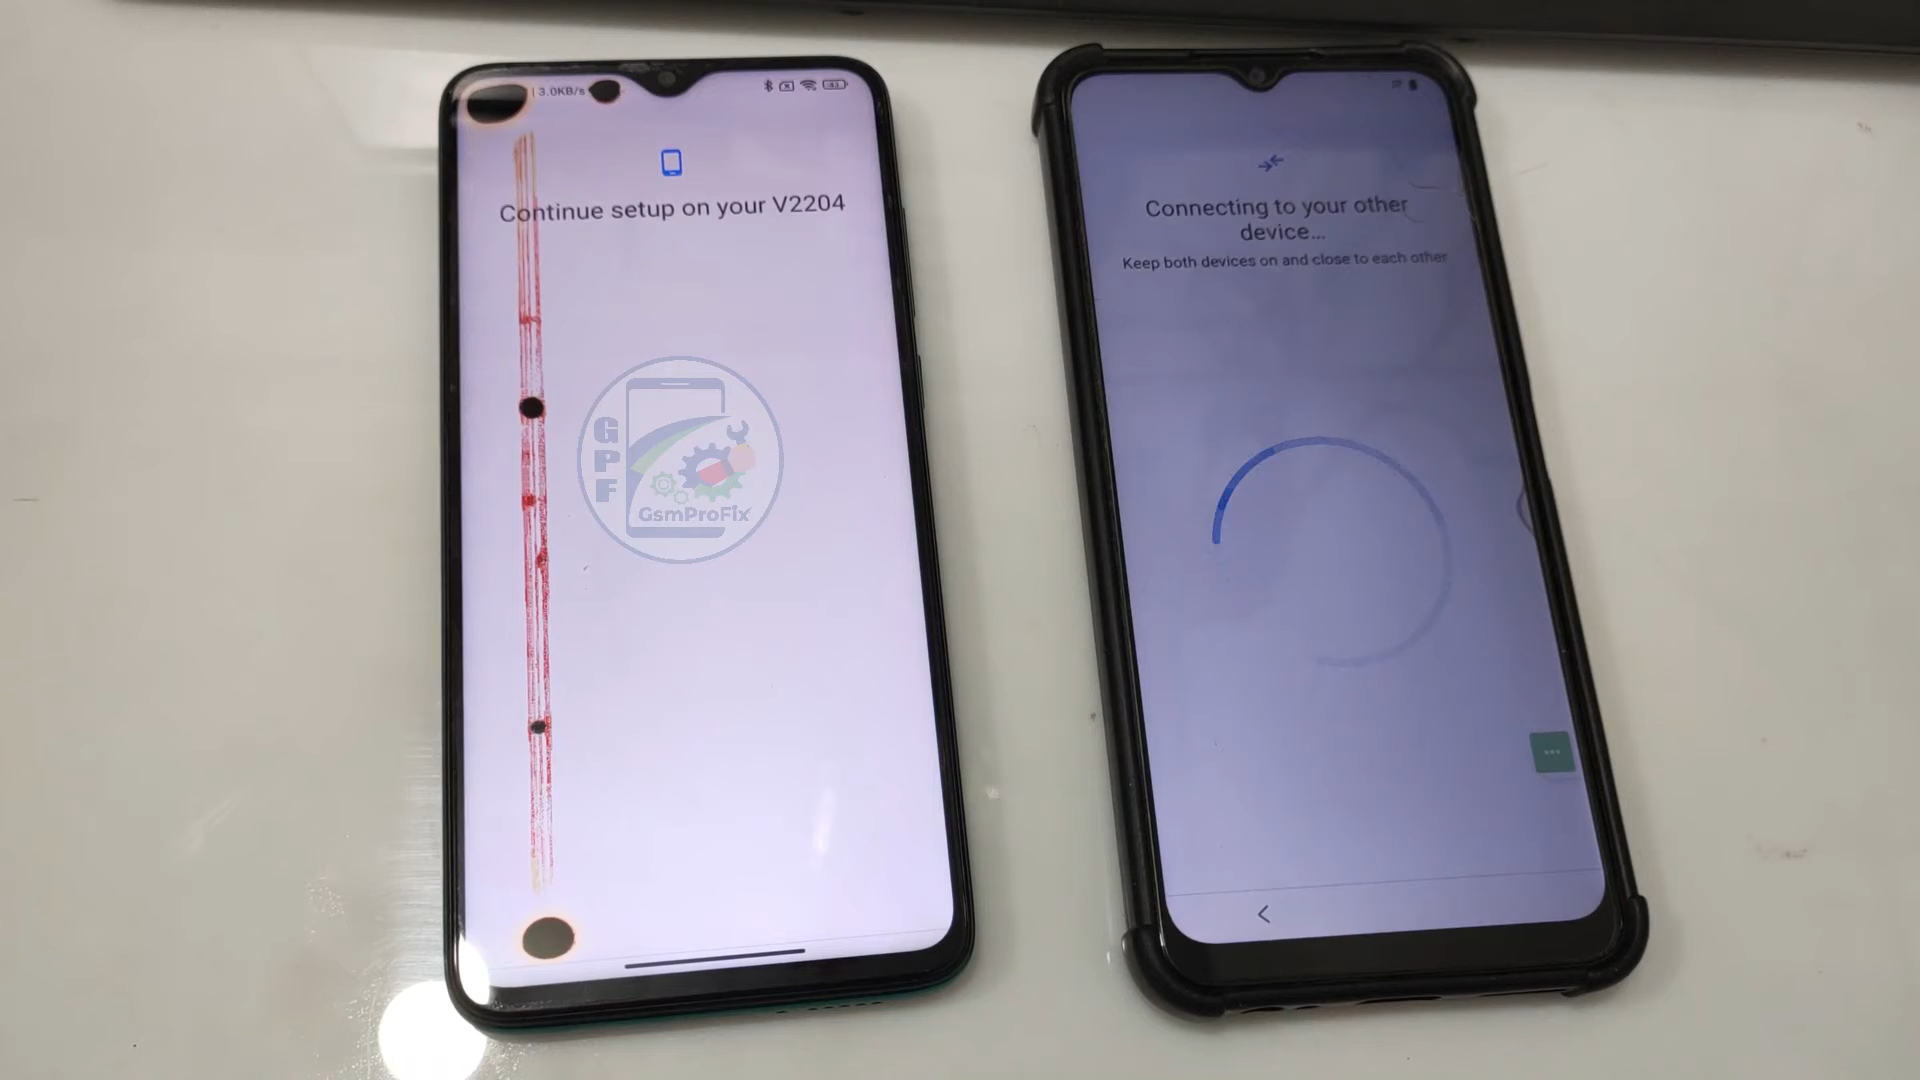 3.0KB/s
Continue setup on your V2204
G
P
F
GsmProFix
Connecting to your other
device...
Keep both devices on and close to each other